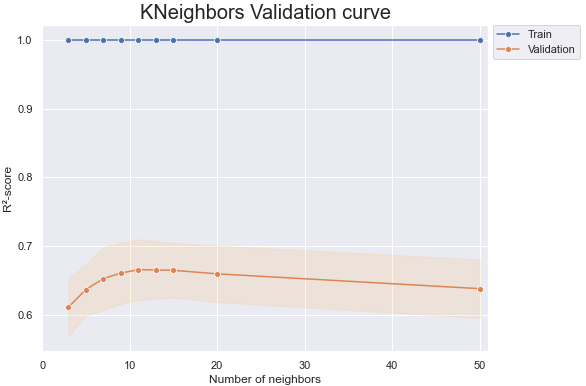 KNeighbors Validation curve
Train
Validation
1.0
0.9
0.8
0.7
0.6
R²-score
0 10 20 30 40 50
Number of neighbors